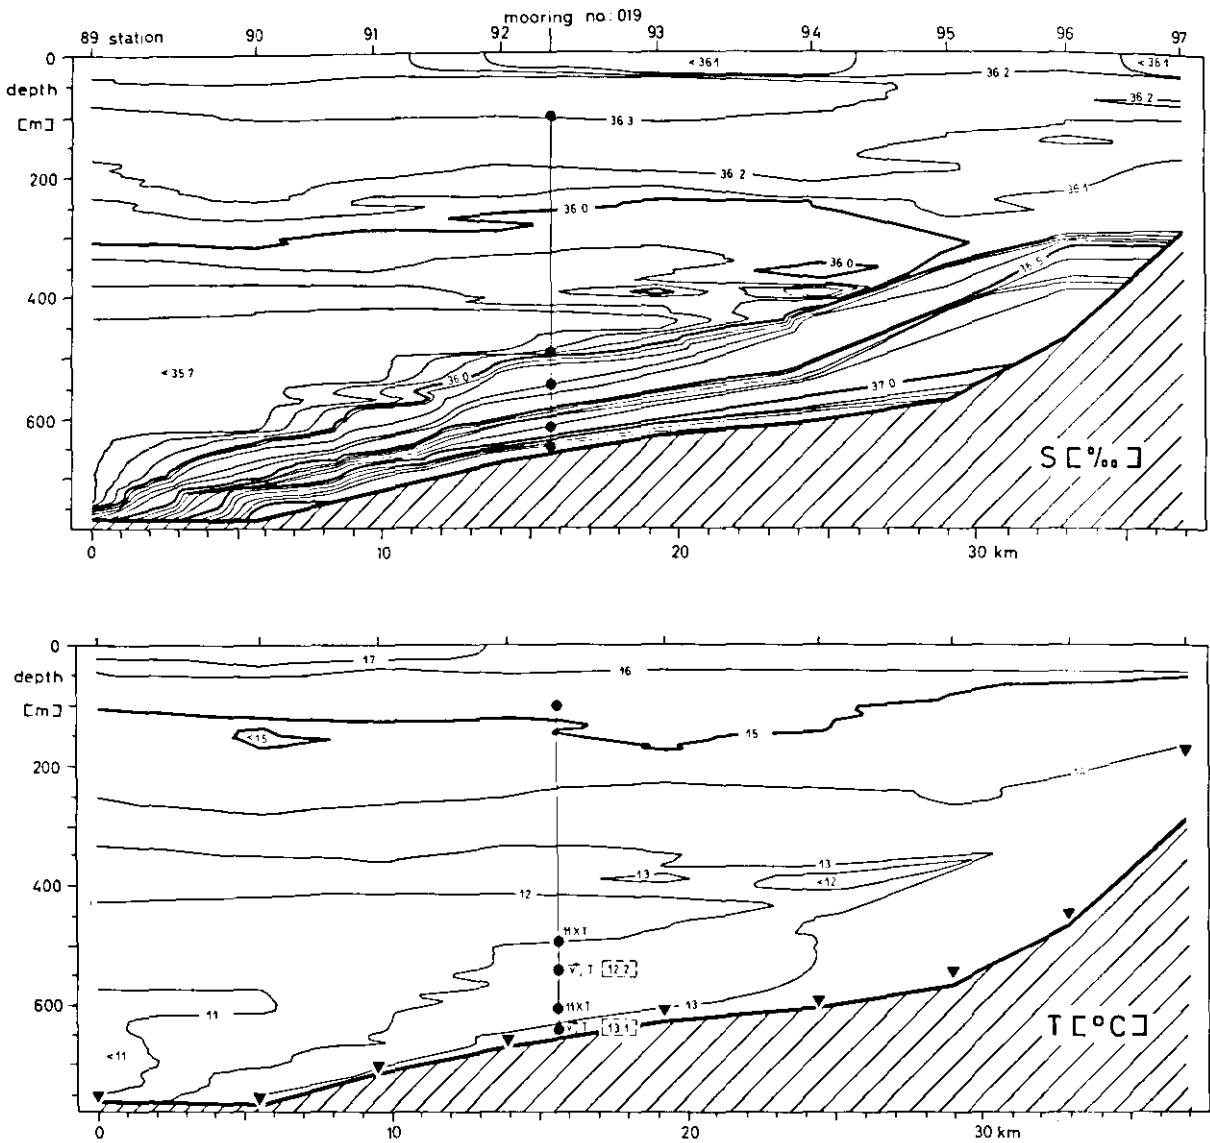 mooring no: 019
89 station 90 91 92 93 94 95 96 97
0
depth
[m]
200
400
600
<36.1
<36.1
36.2
36.2
36.3
36.2
36.1
36.0
36.0
36.5
<35.7
36.0
37.0
S [‰]
0 10 20 30 km
0
depth
[m]
200
400
600
17
16
<15
15
13
13
<12
12
11XT
V, T [12.2]
11XT
V, T [13.1]
13
11
<11
T [°C]
0 10 20 30 km